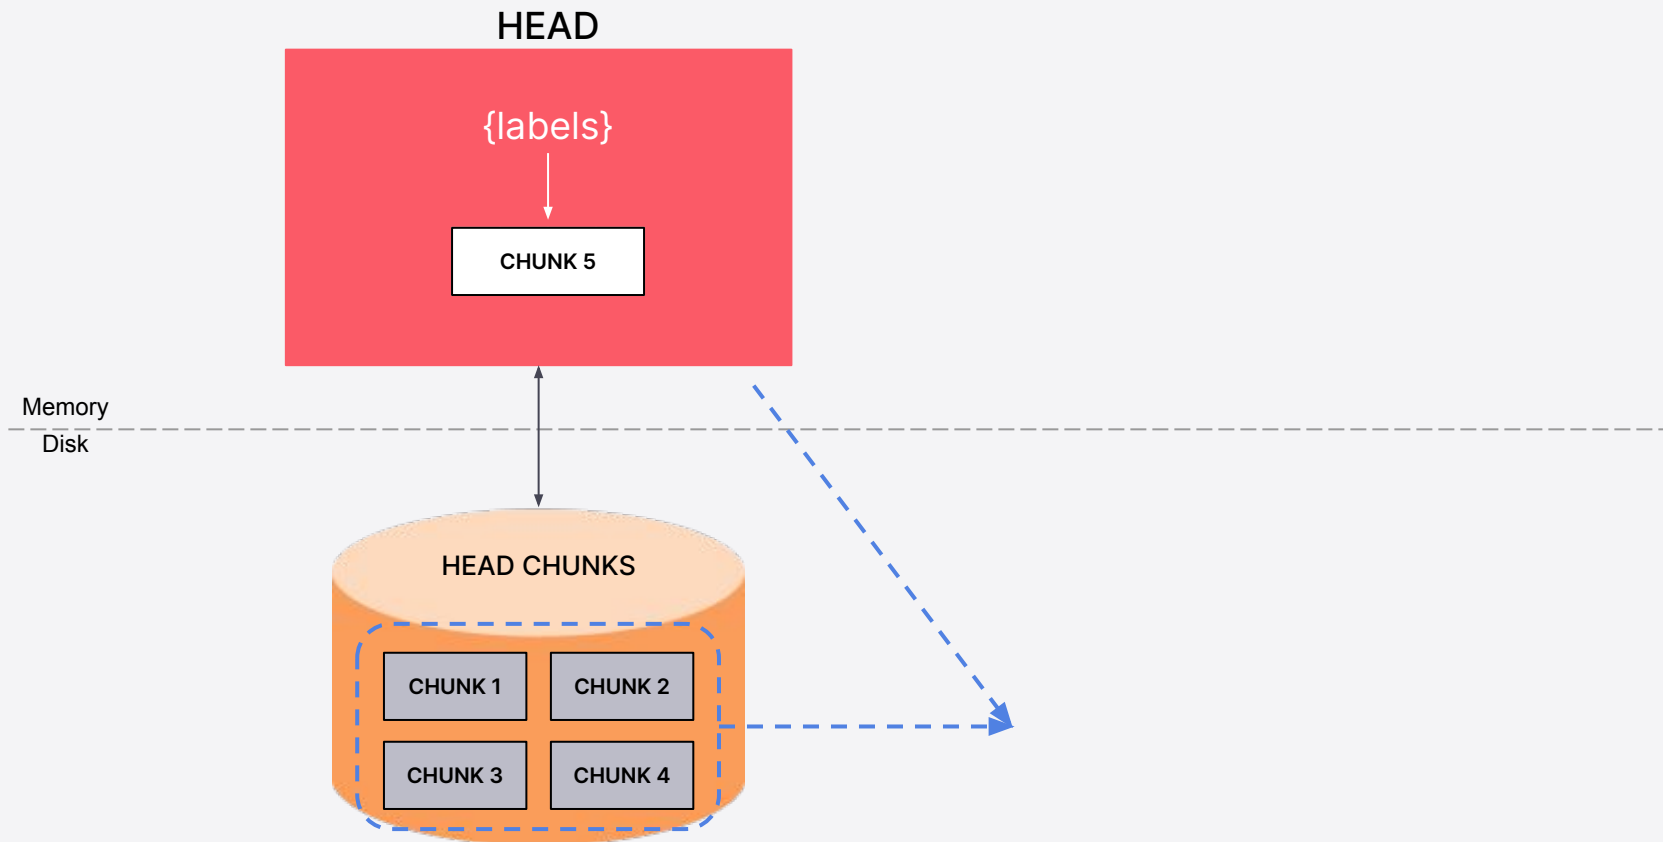 HEAD
{labels}
CHUNK 5
Memory
Disk
HEAD CHUNKS
CHUNK 1
CHUNK 2
CHUNK 3
CHUNK 4